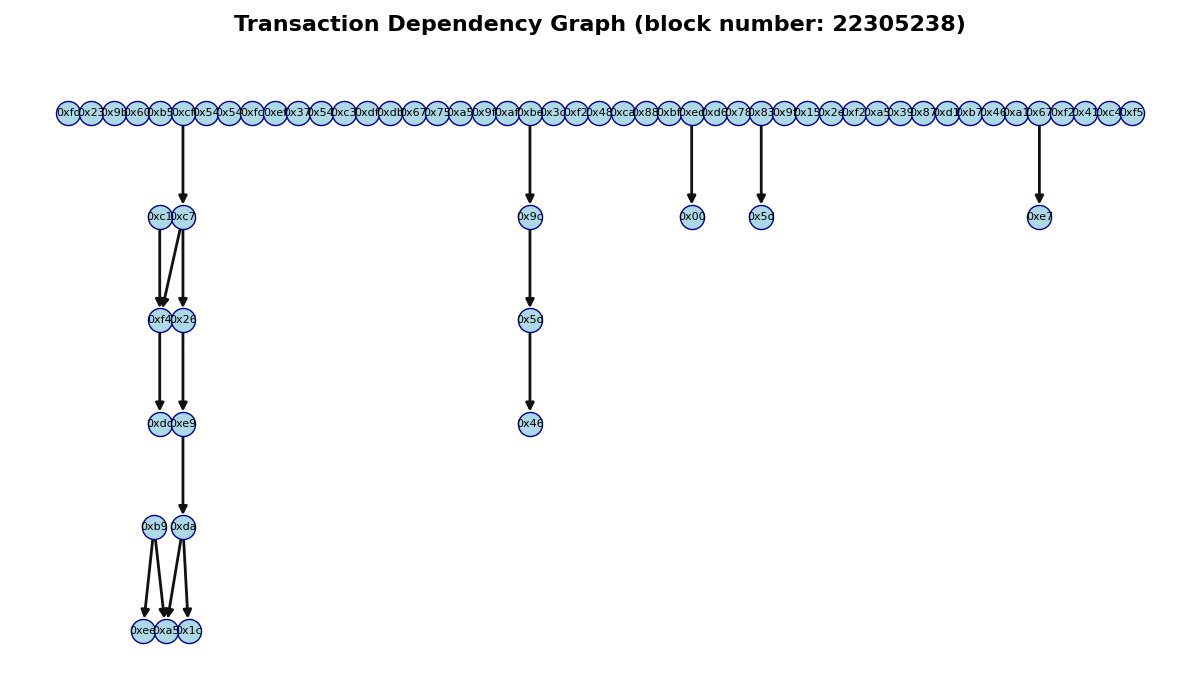 Transaction Dependency Graph (block number: 22305238)
0xfc 0x23 0x9b 0x60 0xb5 0xcf 0x54 0x54 0xfc 0xef 0x37 0x54 0xc3 0xdf 0xdb 0x67 0x75 0xa5 0x9f 0xaf 0xbe 0x3c 0xf2 0x48 0xca 0x88 0xbf 0xed 0xd6 0x78 0x83 0x9f 0x15 0x2e 0xf2 0xa5 0x39 0x87 0xd1 0xb7 0x46 0xa1 0x67 0xf2 0x41 0xc4 0xf5
0xc1 0xc7 0x9c 0x00 0x5d 0xe7
0xf4 0x26 0x5d
0xdc 0xe9 0x46
0xb9 0xda
0xee 0xa5 0x1c